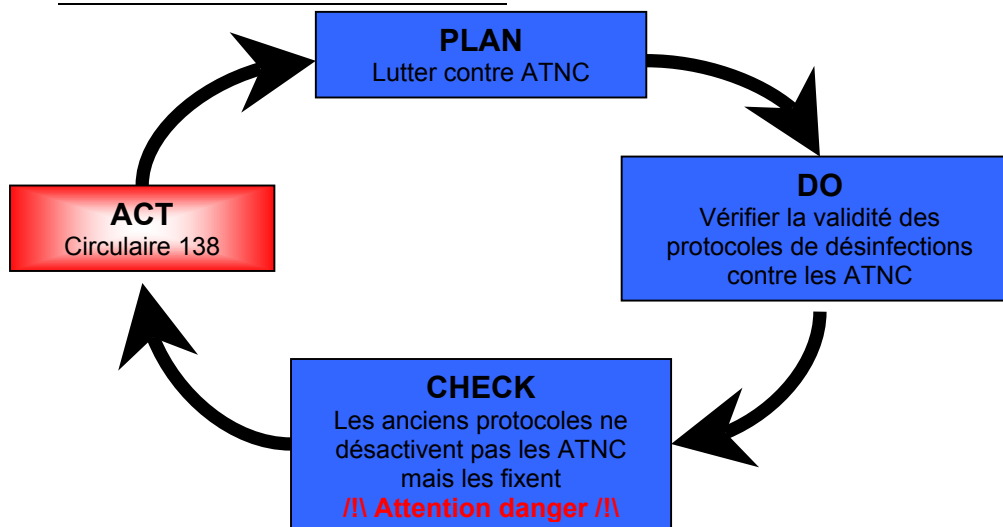 PLAN
Lutter contre ATNC
DO
Vérifier la validité des
protocoles de désinfections
contre les ATNC
CHECK
Les anciens protocoles ne
désactivent pas les ATNC
mais les fixent
/!\ Attention danger /!\
ACT
Circulaire 138